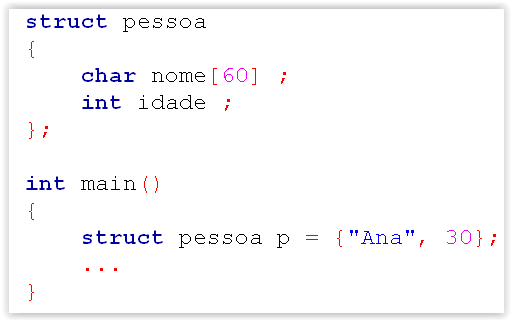 struct pessoa
{
    char nome[60] ;
    int idade ;
};

int main()
{
    struct pessoa p = {"Ana", 30};
    ...
}